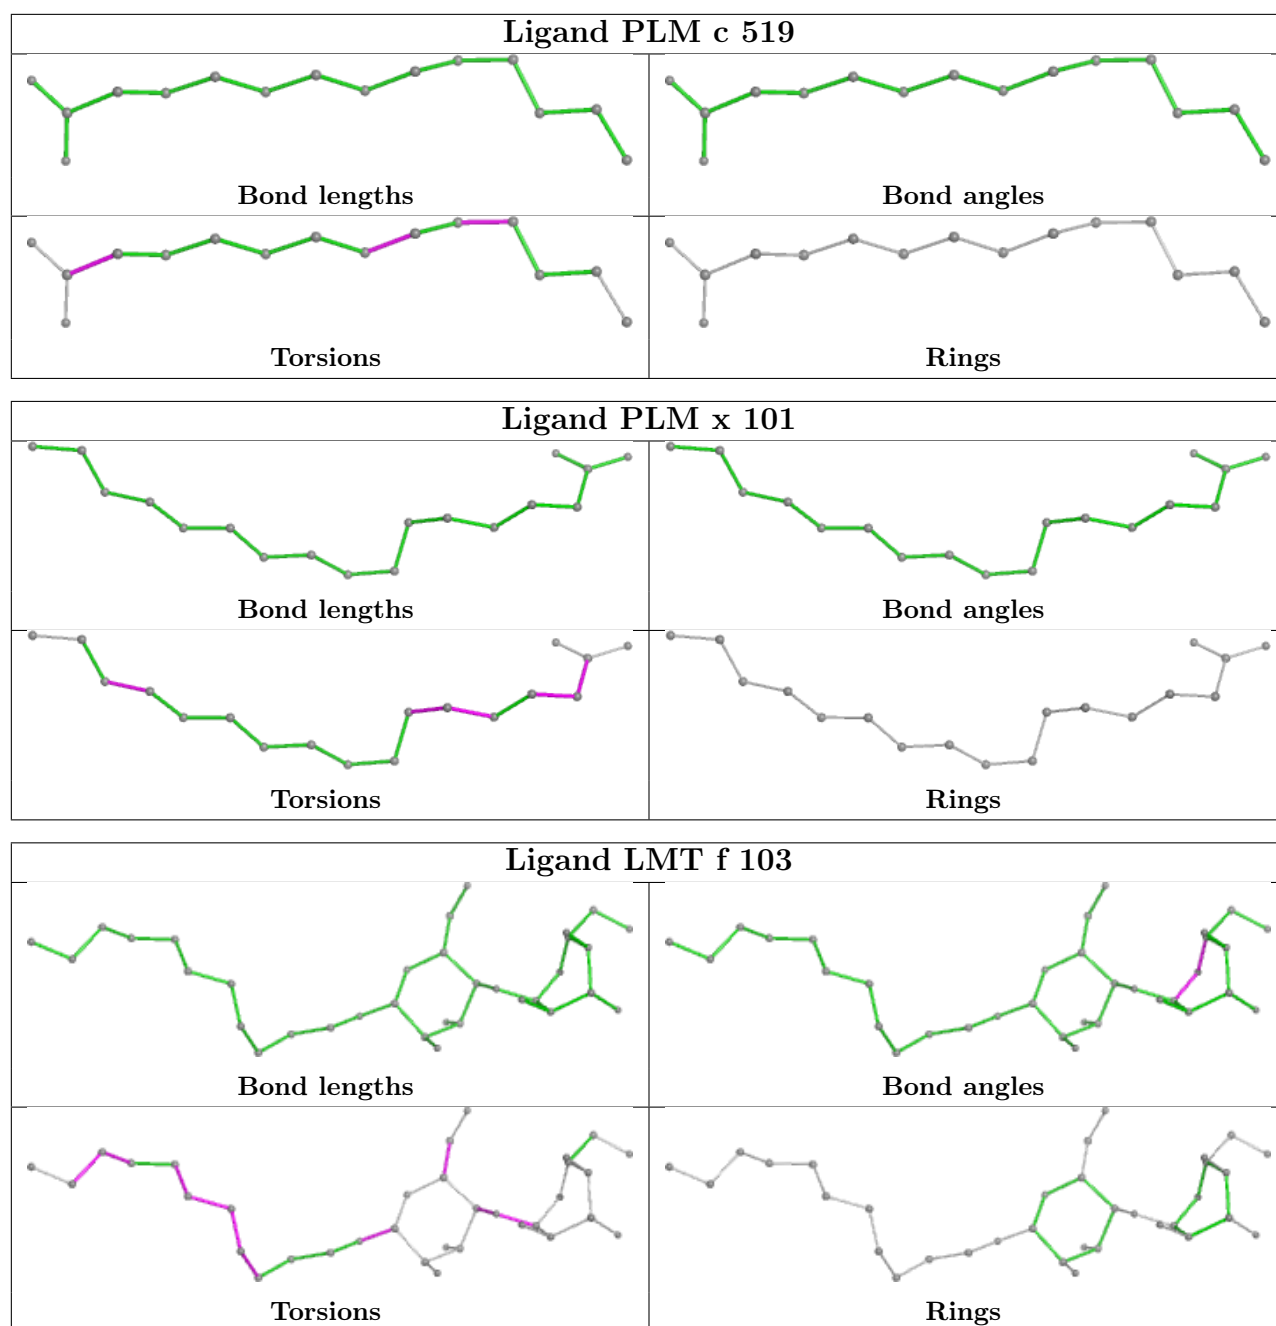 Ligand PLM c 519
Bond lengths
Bond angles
Torsions
Rings
Ligand PLM x 101
Bond lengths
Bond angles
Torsions
Rings
Ligand LMT f 103
Bond lengths
Bond angles
Torsions
Rings